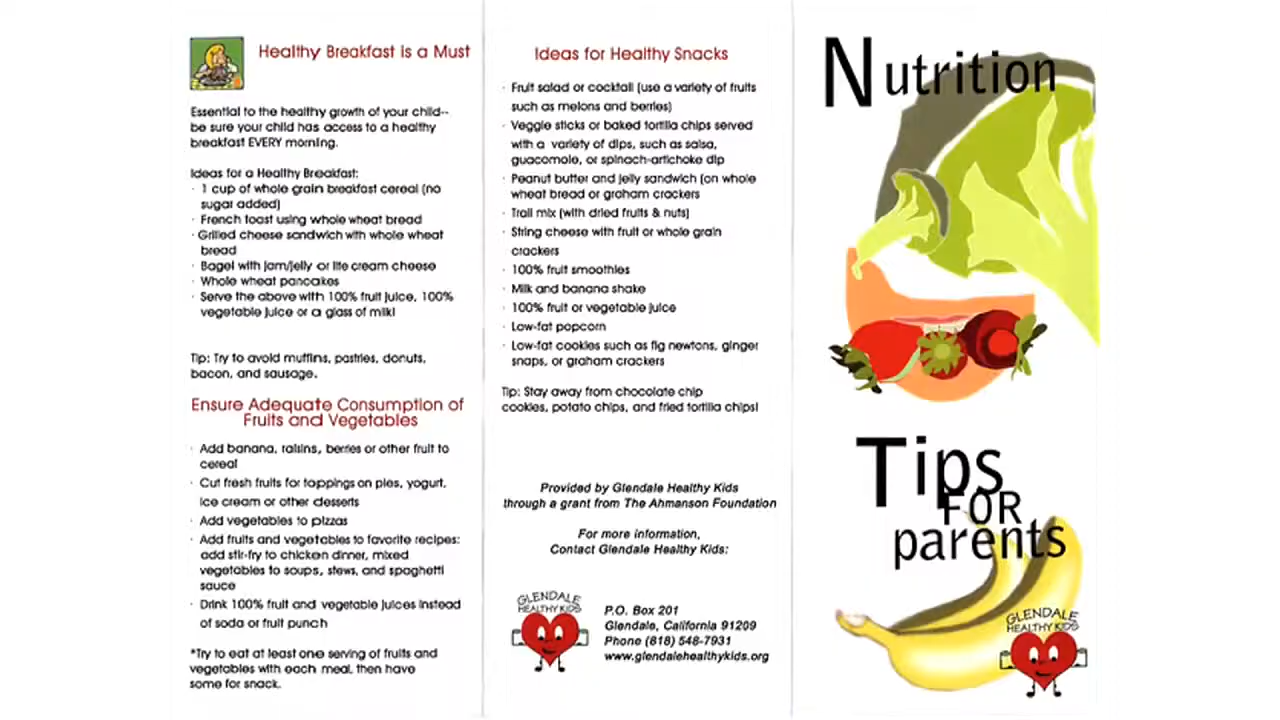 Healthy Breakfast is a Must
Essential to the healthy growth of your child--
be sure your child has access to a healthy
breakfast EVERY morning.
Ideas for a Healthy Breakfast:
· 1 cup of whole grain breakfast cereal (no
sugar added)
· French toast using whole wheat bread
· Grilled cheese sandwich with whole wheat
bread
· Bagel with jam/jelly or lite cream cheese
· Whole wheat pancakes
· Serve the above with 100% fruit juice, 100%
vegetable juice or a glass of milk!
Tip: Try to avoid muffins, pastries, donuts,
bacon, and sausage.
Ensure Adequate Consumption of
Fruits and Vegetables
· Add banana, raisins, berries or other fruit to
cereal
· Cut fresh fruits for toppings on pies, yogurt,
ice cream or other desserts
· Add vegetables to pizzas
· Add fruits and vegetables to favorite recipes:
add stir-fry to chicken dinner, mixed
vegetables to soups, stews, and spaghetti
sauce
· Drink 100% fruit and vegetable juices instead
of soda or fruit punch
*Try to eat at least one serving of fruits and
vegetables with each meal, then have
some for snack.
Ideas for Healthy Snacks
· Fruit salad or cocktail (use a variety of fruits
such as melons and berries)
· Veggie sticks or baked tortilla chips served
with a variety of dips, such as salsa,
guacomole, or spinach-artichoke dip
· Peanut butter and jelly sandwich (on whole
wheat bread or graham crackers
· Trail mix (with dried fruits & nuts)
· String cheese with fruit or whole grain
crackers
· 100% fruit smoothies
· Milk and banana shake
· 100% fruit or vegetable juice
· Low-fat popcorn
· Low-fat cookies such as fig newtons, ginger
snaps, or graham crackers
Tip: Stay away from chocolate chip
cookies, potato chips, and fried tortilla chips!
Provided by Glendale Healthy Kids
through a grant from The Ahmanson Foundation
For more information,
Contact Glendale Healthy Kids:
GLENDALE
HEALTHY KIDS
P.O. Box 201
Glendale, California 91209
Phone (818) 548-7931
www.glendalehealthykids.org
Nutrition
Tips
FOR
parents
GLENDALE
HEALTHY KIDS